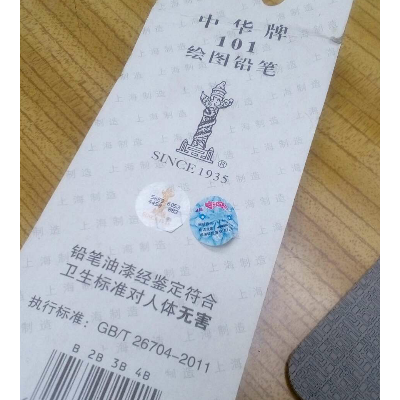 中华牌
101
绘图铅笔
SINCE 1935
®
铅笔油漆经鉴定符合
卫生标准对人体无害
执行标准：GB/T 26704-2011
B 2B 3B 4B